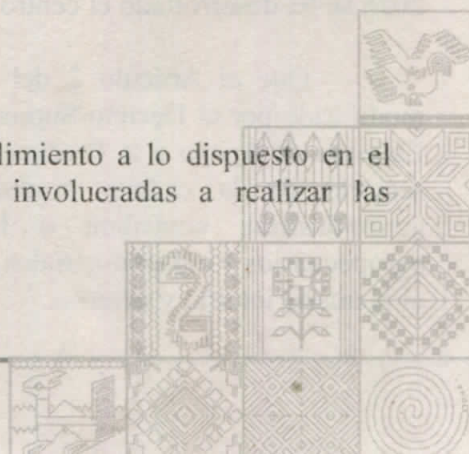 limiento a lo dispuesto en el
involucradas a realizar las